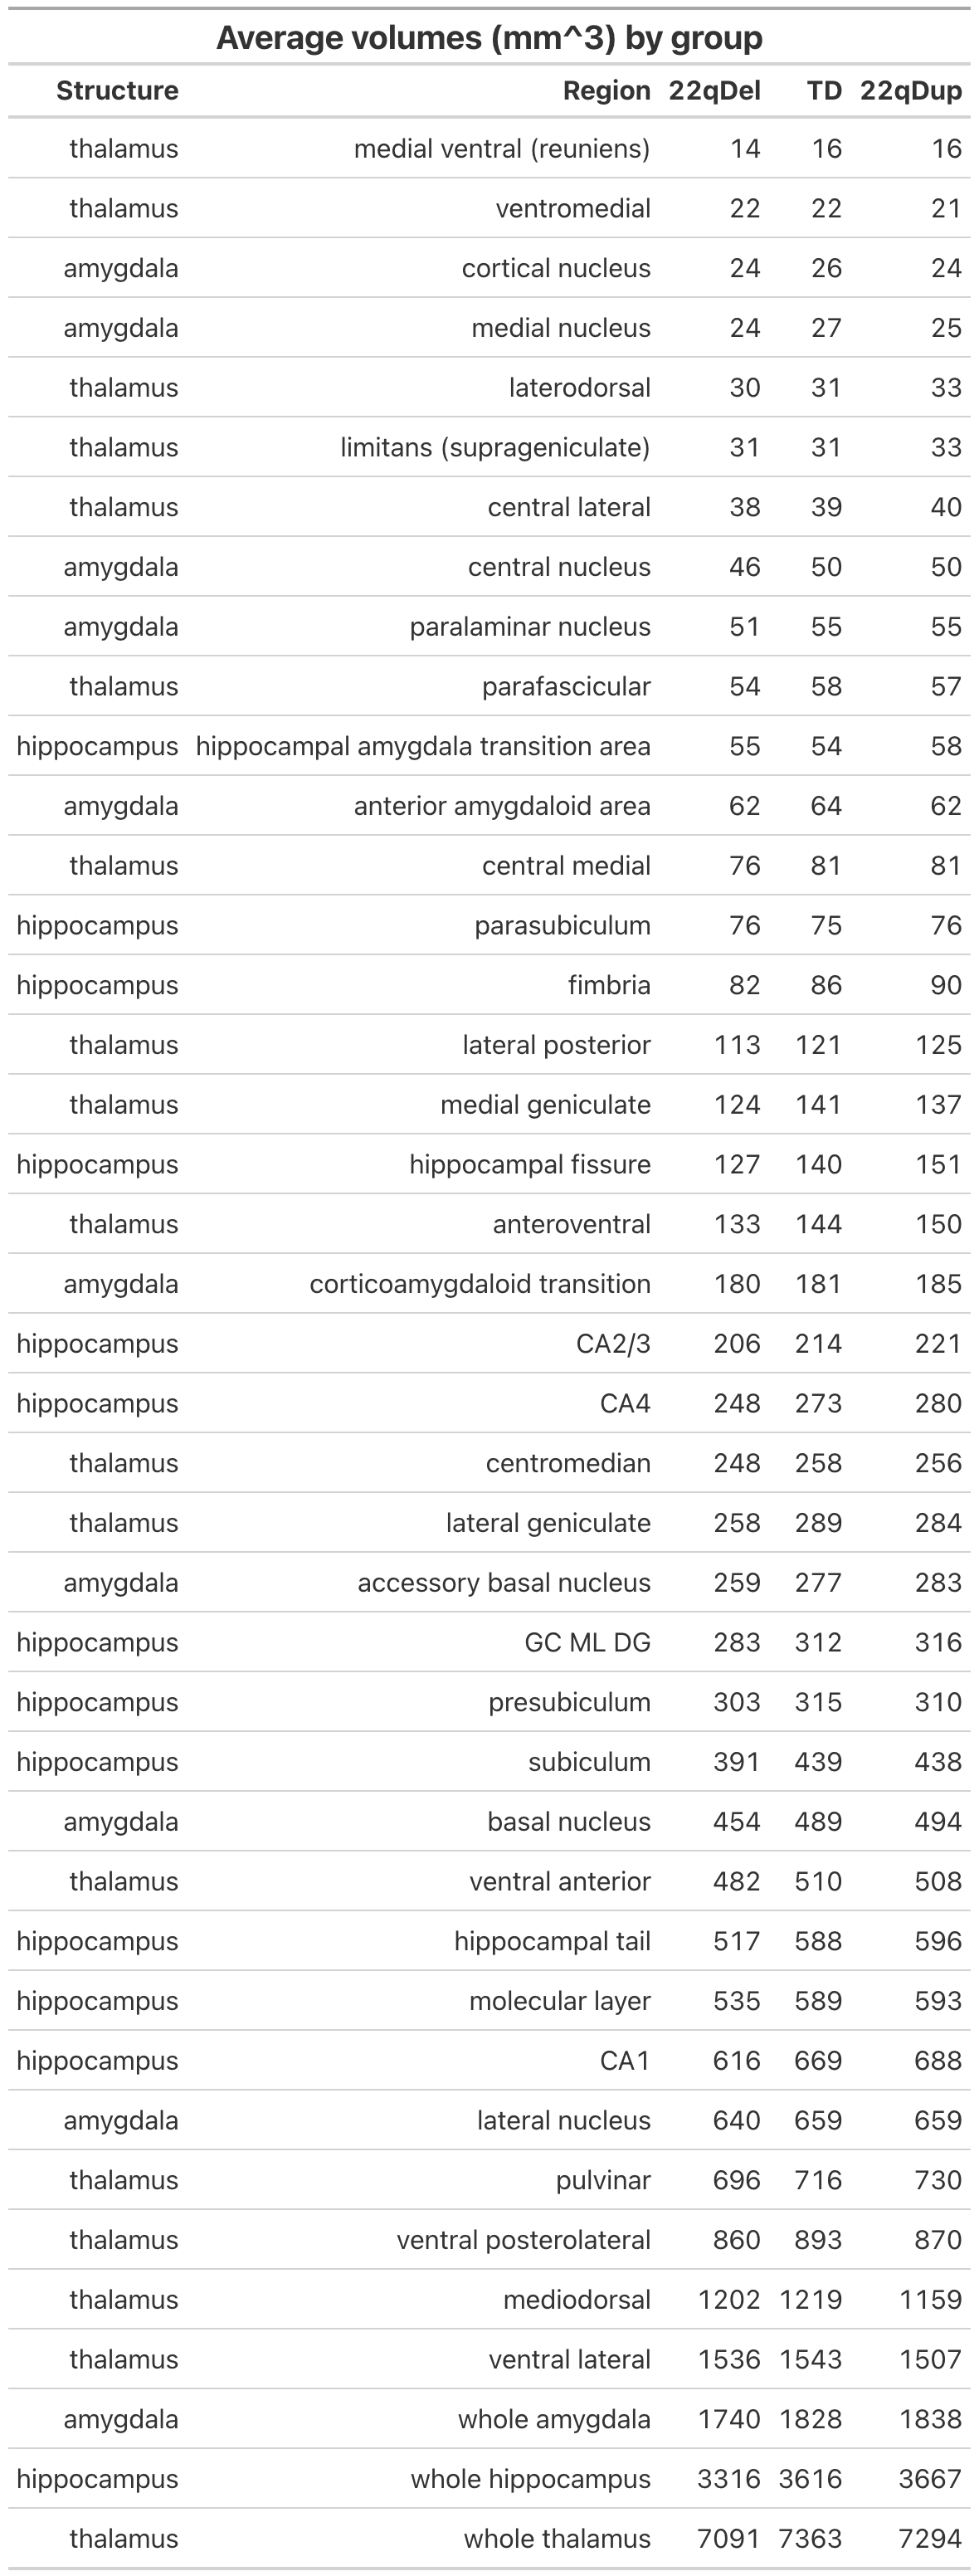 Average volumes (mm^3) by group
Structure Region 22qDel TD 22qDup
thalamus medial ventral (reuniens) 14 16 16
thalamus ventromedial 22 22 21
amygdala cortical nucleus 24 26 24
amygdala medial nucleus 24 27 25
thalamus laterodorsal 30 31 33
thalamus limitans (suprageniculate) 31 31 33
thalamus central lateral 38 39 40
amygdala central nucleus 46 50 50
amygdala paralaminar nucleus 51 55 55
thalamus parafascicular 54 58 57
hippocampus hippocampal amygdala transition area 55 54 58
amygdala anterior amygdaloid area 62 64 62
thalamus central medial 76 81 81
hippocampus parasubiculum 76 75 76
hippocampus fimbria 82 86 90
thalamus lateral posterior 113 121 125
thalamus medial geniculate 124 141 137
hippocampus hippocampal fissure 127 140 151
thalamus anteroventral 133 144 150
amygdala corticoamygdaloid transition 180 181 185
hippocampus CA2/3 206 214 221
hippocampus CA4 248 273 280
thalamus centromedian 248 258 256
thalamus lateral geniculate 258 289 284
amygdala accessory basal nucleus 259 277 283
hippocampus GC ML DG 283 312 316
hippocampus presubiculum 303 315 310
hippocampus subiculum 391 439 438
amygdala basal nucleus 454 489 494
thalamus ventral anterior 482 510 508
hippocampus hippocampal tail 517 588 596
hippocampus molecular layer 535 589 593
hippocampus CA1 616 669 688
amygdala lateral nucleus 640 659 659
thalamus pulvinar 696 716 730
thalamus ventral posterolateral 860 893 870
thalamus mediodorsal 1202 1219 1159
thalamus ventral lateral 1536 1543 1507
amygdala whole amygdala 1740 1828 1838
hippocampus whole hippocampus 3316 3616 3667
thalamus whole thalamus 7091 7363 7294